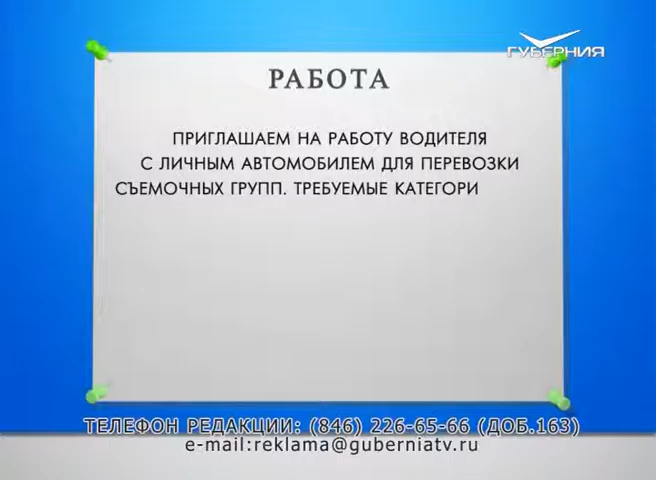 ГУБЕРНИЯ
РАБОТА
ПРИГЛАШАЕМ НА РАБОТУ ВОДИТЕЛЯ
С ЛИЧНЫМ АВТОМОБИЛЕМ ДЛЯ ПЕРЕВОЗКИ
СЪЕМОЧНЫХ ГРУПП. ТРЕБУЕМЫЕ КАТЕГОРИ
ТЕЛЕФОН РЕДАКЦИИ: (846) 226-65-66 (ДОБ.163)
e-mail:reklama@guberniatv.ru